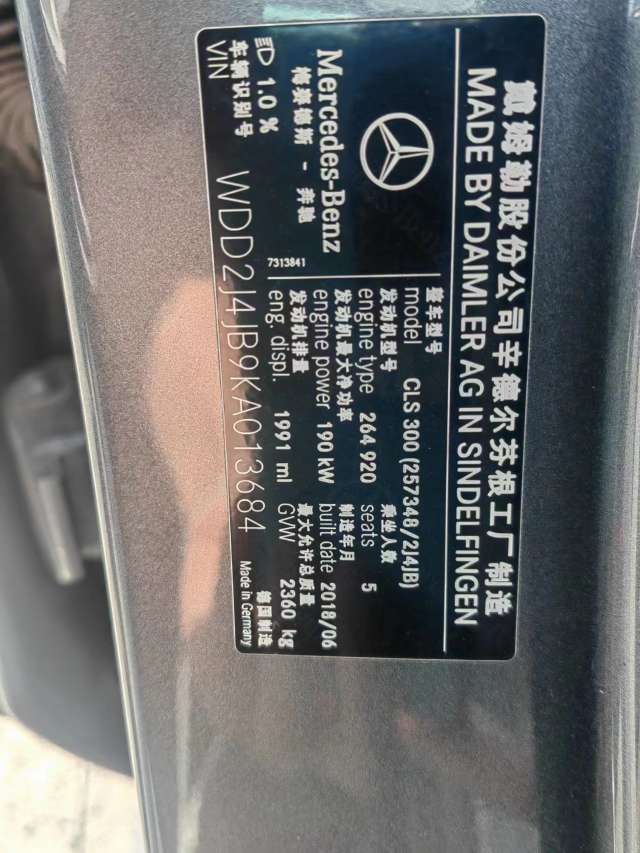 戴姆勒股份公司辛德尔芬根工厂制造
MADE BY DAIMLER AG IN SINDELFINGEN
Mercedes-Benz
梅赛德斯 - 奔驰
7313841
整车型号
model CLS 300 (257348/2J4JB)
发动机型号 乘坐人数
engine type 264 920 seats 5
发动机最大净功率 制造年月
engine power 190 kW built date 2018/06
发动机排量 最大允许总质量
eng. displ. 1991 ml GVW 2360 kg
1.0 %
车辆识别号
VIN WDD2J4JB9KA013684
德国制造
Made in Germany